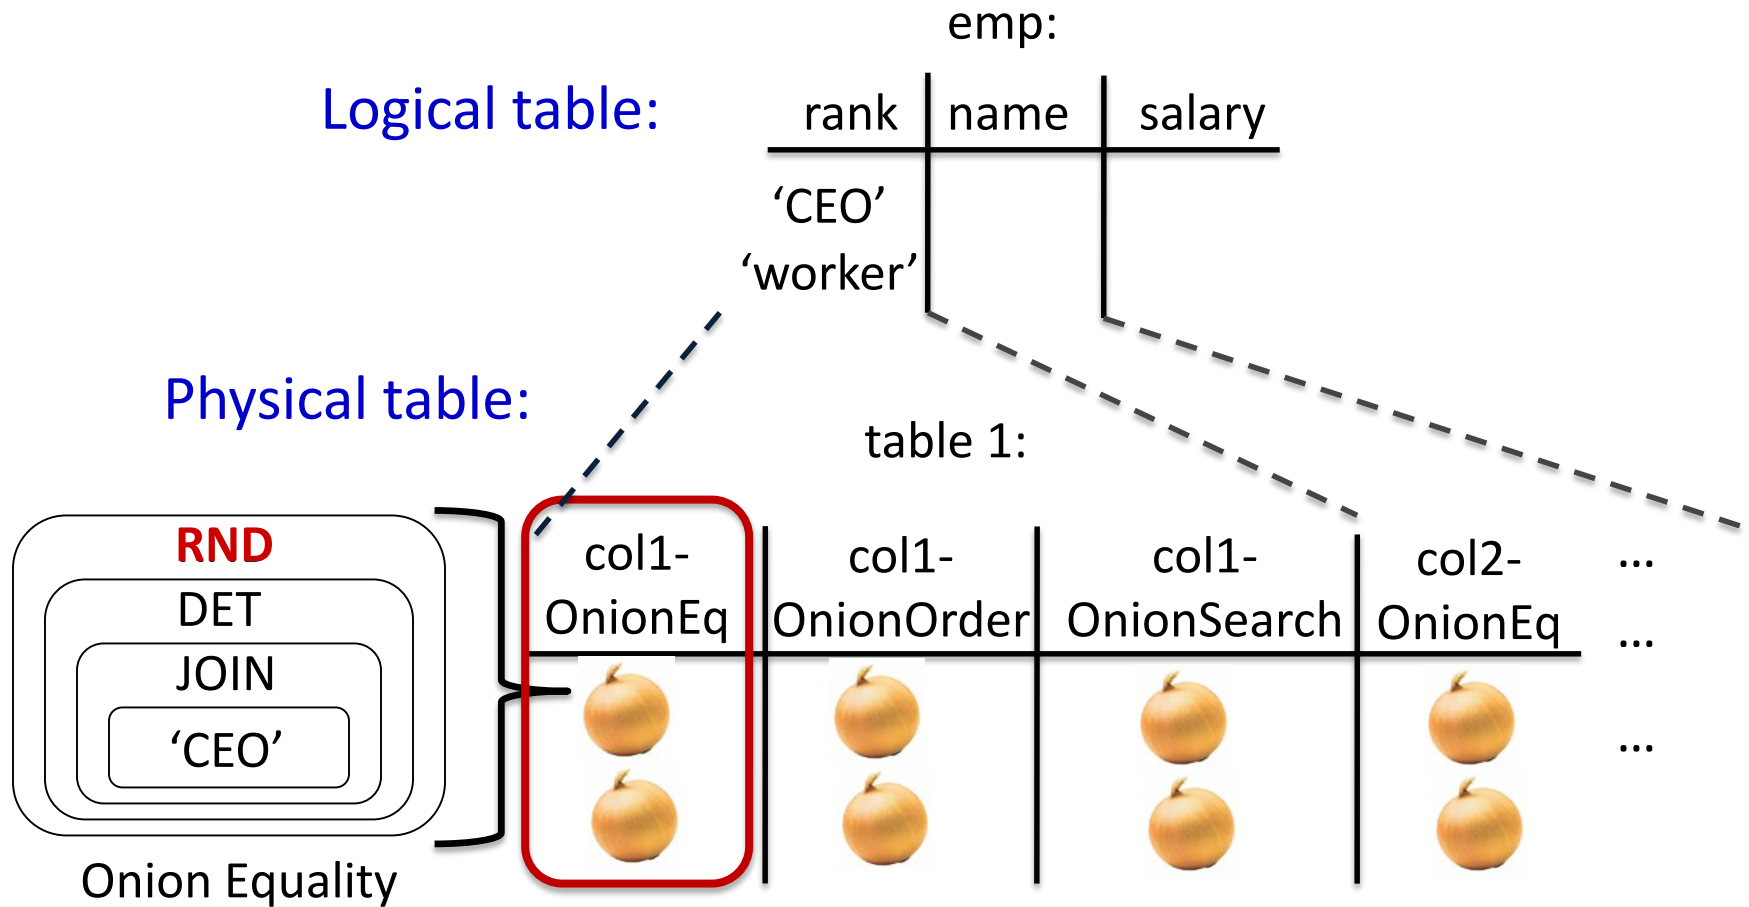 emp:
Logical table:
rank name salary
‘CEO’
‘worker’
Physical table:
table 1:
RND
DET
JOIN
‘CEO’
Onion Equality
col1-
OnionEq
col1-
OnionOrder
col1-
OnionSearch
col2-
OnionEq
...
...
...